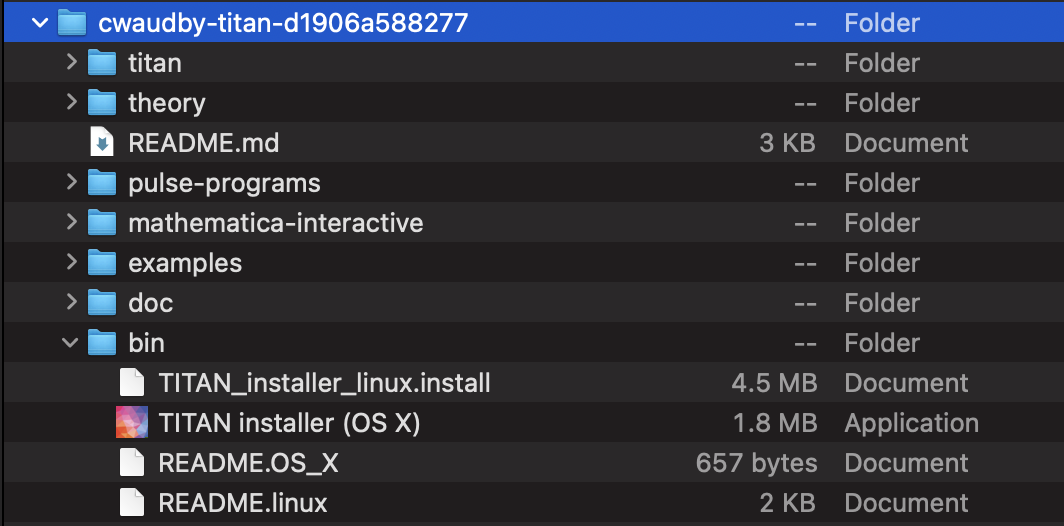 cwaudby-titan-d1906a588277 -- Folder
titan -- Folder
theory -- Folder
README.md 3 KB Document
pulse-programs -- Folder
mathematica-interactive -- Folder
examples -- Folder
doc -- Folder
bin -- Folder
TITAN_installer_linux.install 4.5 MB Document
TITAN installer (OS X) 1.8 MB Application
README.OS_X 657 bytes Document
README.linux 2 KB Document